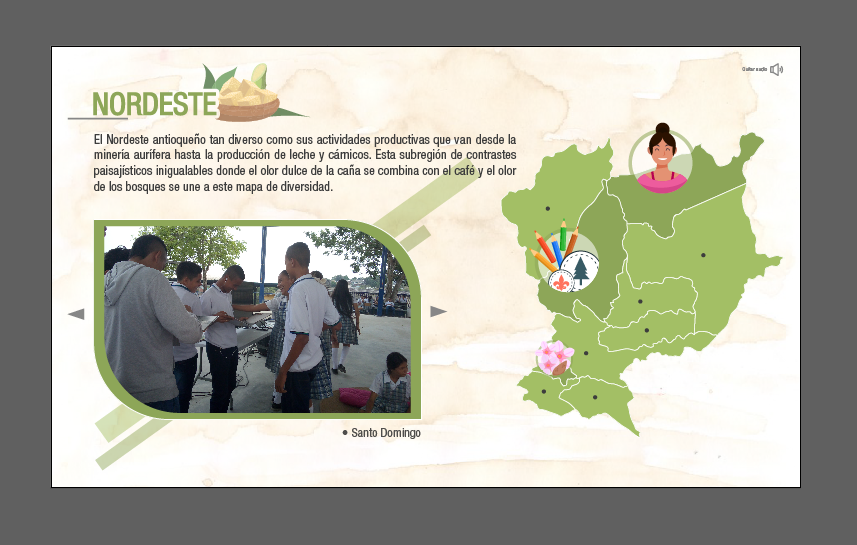 Quitar audio
NORDESTE
El Nordeste antioqueño tan diverso como sus actividades productivas que van desde la
minería aurífera hasta la producción de leche y cárnicos. Esta subregión de contrastes
paisajísticos inigualables donde el olor dulce de la caña se combina con el café y el olor
de los bosques se une a este mapa de diversidad.
• Santo Domingo